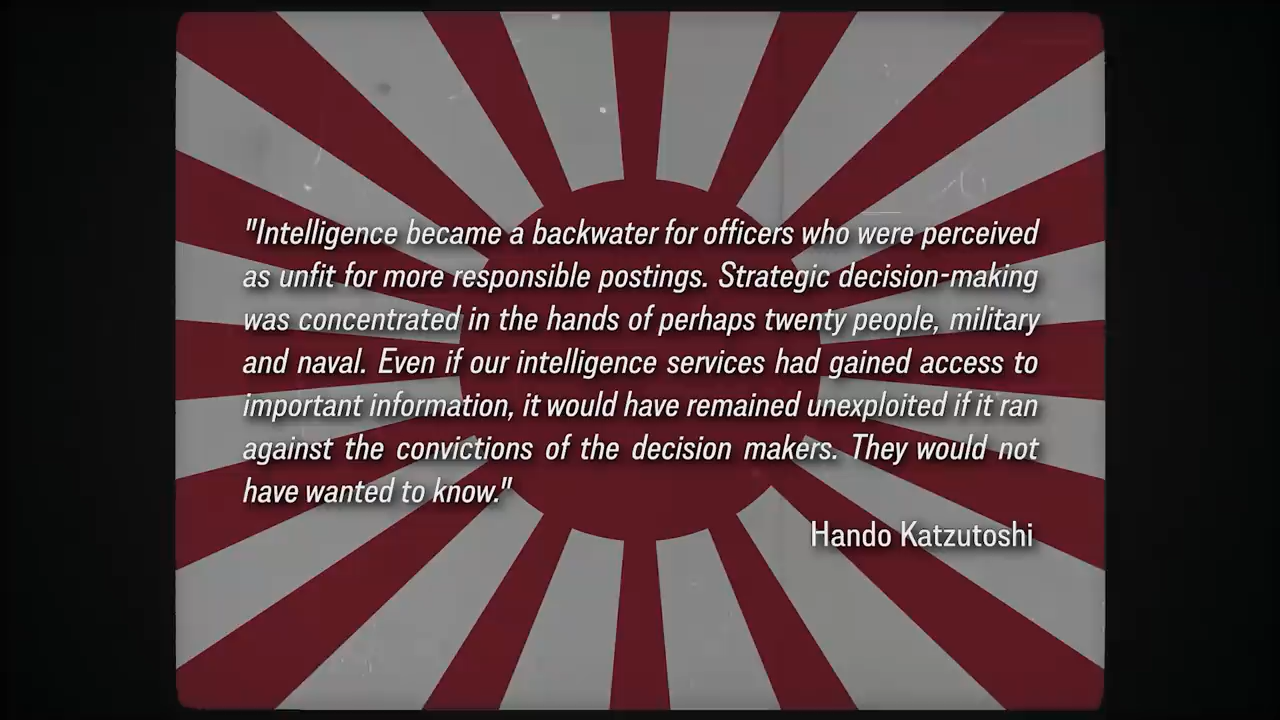 "Intelligence became a backwater for officers who were perceived
as unfit for more responsible postings. Strategic decision-making
was concentrated in the hands of perhaps twenty people, military
and naval. Even if our intelligence services had gained access to
important information, it would have remained unexploited if it ran
against the convictions of the decision makers. They would not
have wanted to know."
Hando Katzutoshi